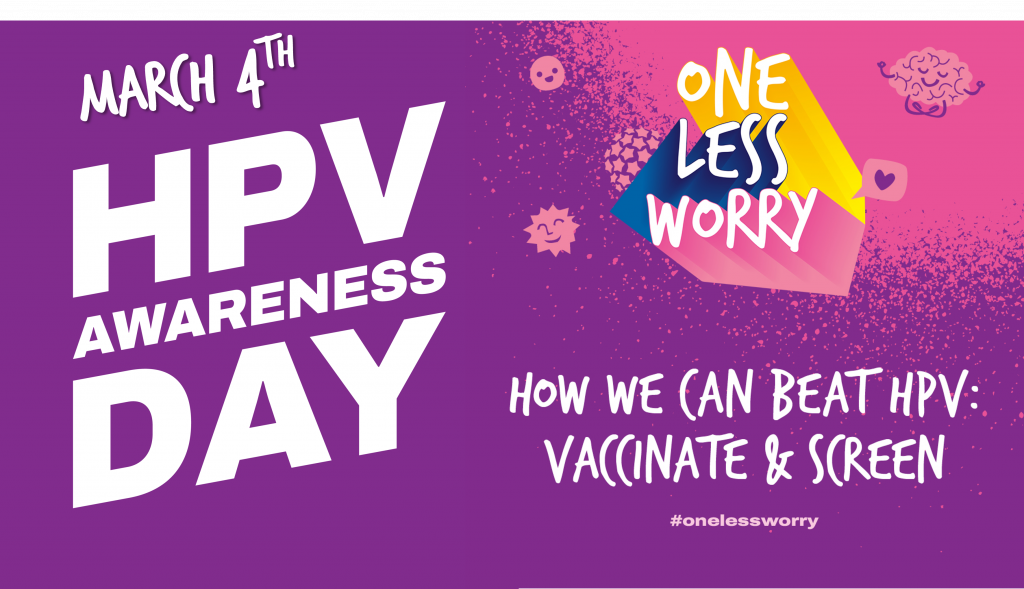 MARCH 4TH
HPV
AWARENESS
DAY
ONE
LESS
WORRY
HOW WE CAN BEAT HPV:
VACCINATE & SCREEN
#onelessworry